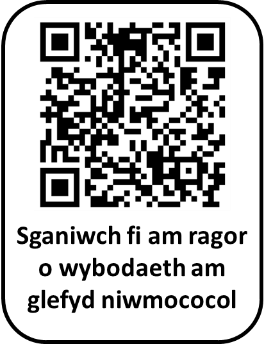 Sganiwch fi am ragor
o wybodaeth am
glefyd niwmococol